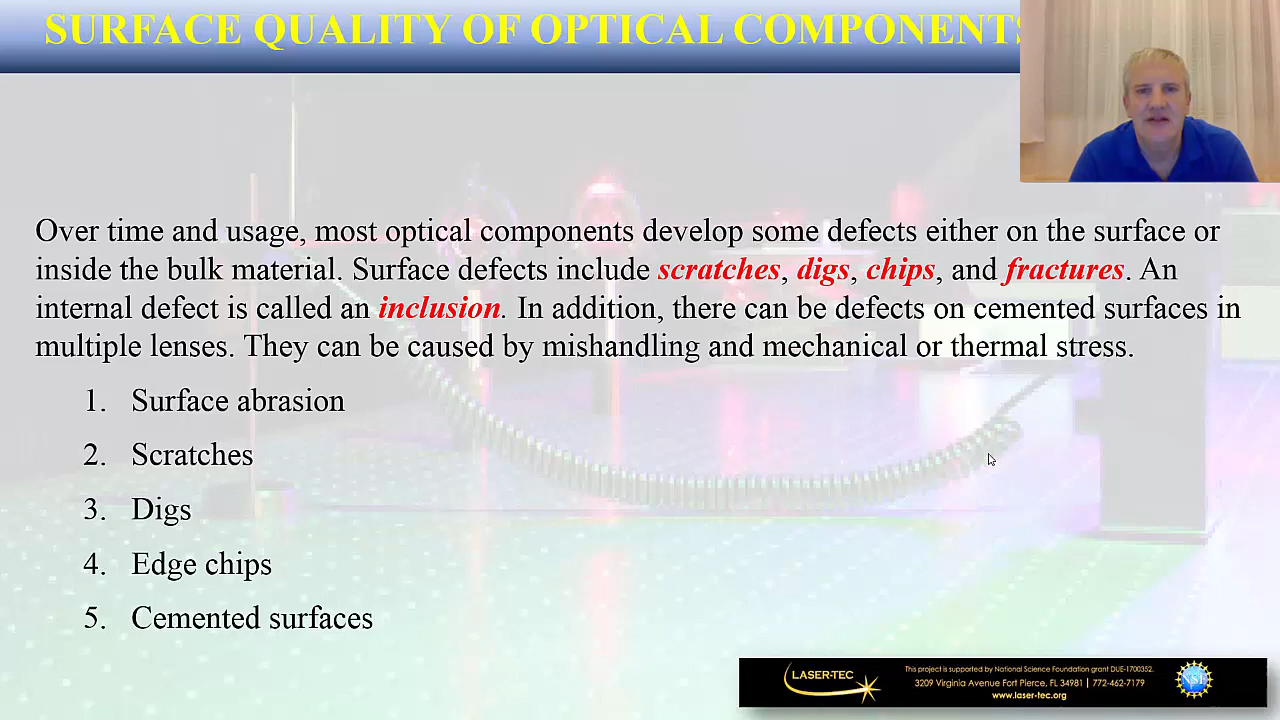 SURFACE QUALITY OF OPTICAL COMPONENTS
Over time and usage, most optical components develop some defects either on the surface or
inside the bulk material. Surface defects include scratches, digs, chips, and fractures. An
internal defect is called an inclusion. In addition, there can be defects on cemented surfaces in
multiple lenses. They can be caused by mishandling and mechanical or thermal stress.
1. Surface abrasion
2. Scratches
3. Digs
4. Edge chips
5. Cemented surfaces
LASER-TEC
This project is supported by National Science Foundation grant DUE-1700352.
3209 Virginia Avenue Fort Pierce, FL 34981 | 772-462-7179
www.laser-tec.org
NSF